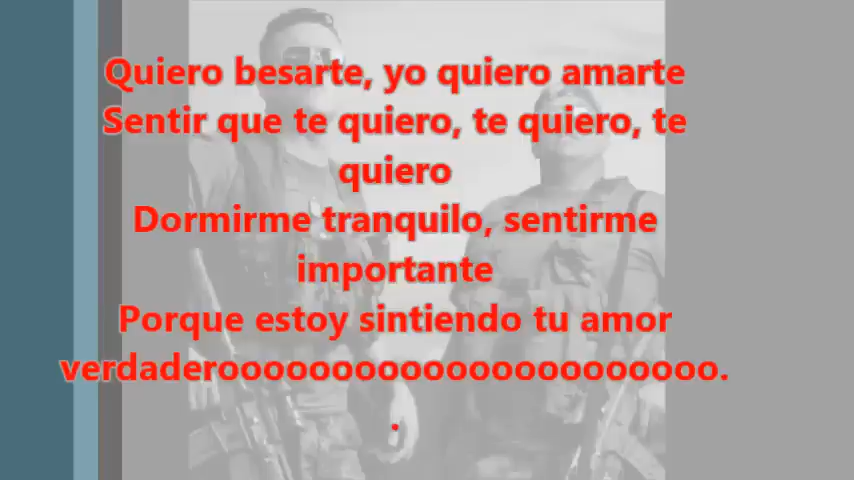 Quiero besarte, yo quiero amarte
Sentir que te quiero, te quiero, te
quiero
Dormirme tranquilo, sentirme
importante
Porque estoy sintiendo tu amor
verdaderoooooooooooooooooooooo.
.